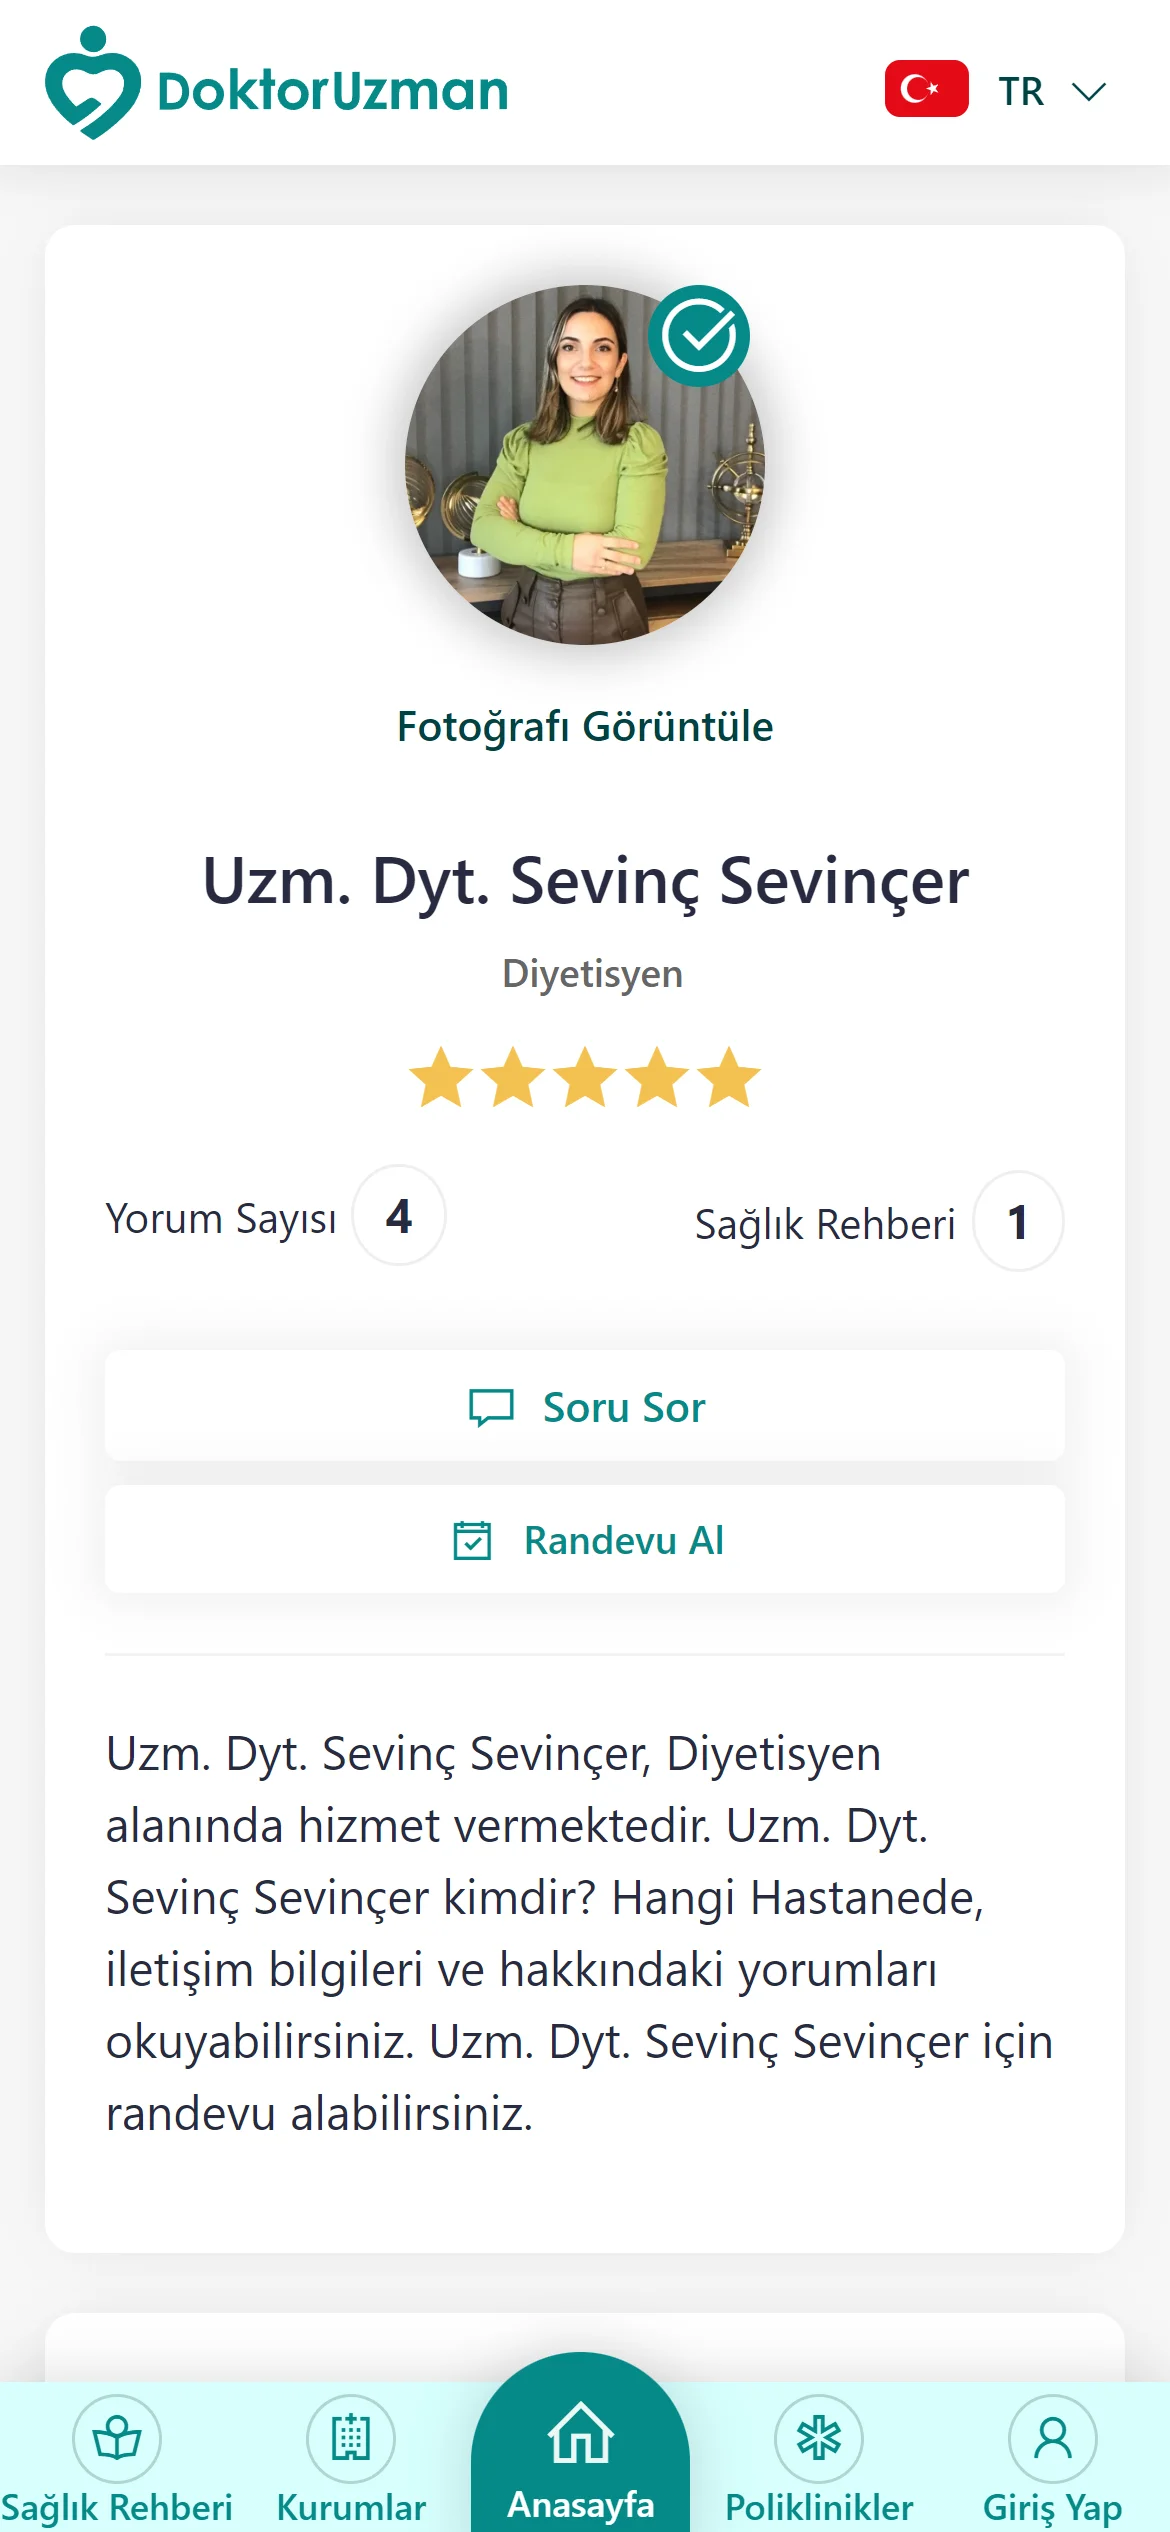 DoktorUzman
TR
Fotoğrafı Görüntüle
Uzm. Dyt. Sevinç Sevinçer
Diyetisyen
Yorum Sayısı 4
Sağlık Rehberi 1
Soru Sor
Randevu Al
Uzm. Dyt. Sevinç Sevinçer, Diyetisyen
alanında hizmet vermektedir. Uzm. Dyt.
Sevinç Sevinçer kimdir? Hangi Hastanede,
iletişim bilgileri ve hakkındaki yorumları
okuyabilirsiniz. Uzm. Dyt. Sevinç Sevinçer için
randevu alabilirsiniz.
Sağlık Rehberi
Kurumlar
Anasayfa
Poliklinikler
Giriş Yap